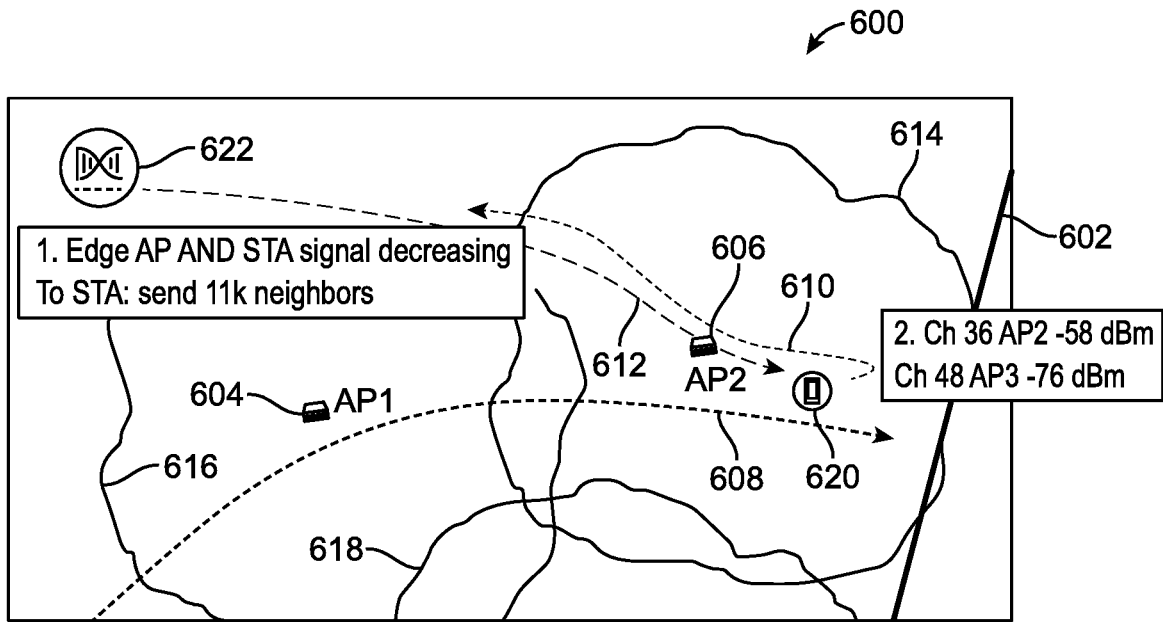 600
622
614
602
1. Edge AP AND STA signal decreasing
To STA: send 11k neighbors
606
610
2. Ch 36 AP2 -58 dBm
Ch 48 AP3 -76 dBm
612
AP2
604
AP1
616
608
620
618